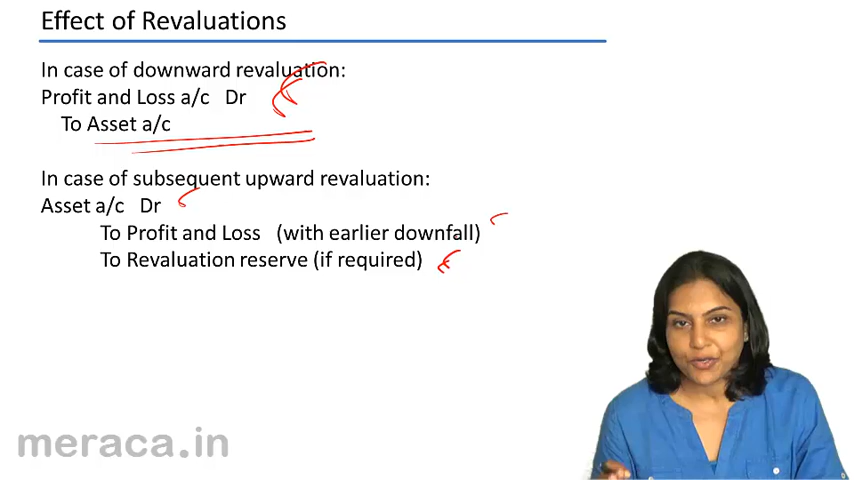 Effect of Revaluations
In case of downward revaluation:
Profit and Loss a/c Dr
To Asset a/c
In case of subsequent upward revaluation:
Asset a/c Dr
To Profit and Loss (with earlier downfall)
To Revaluation reserve (if required)
meraca.in